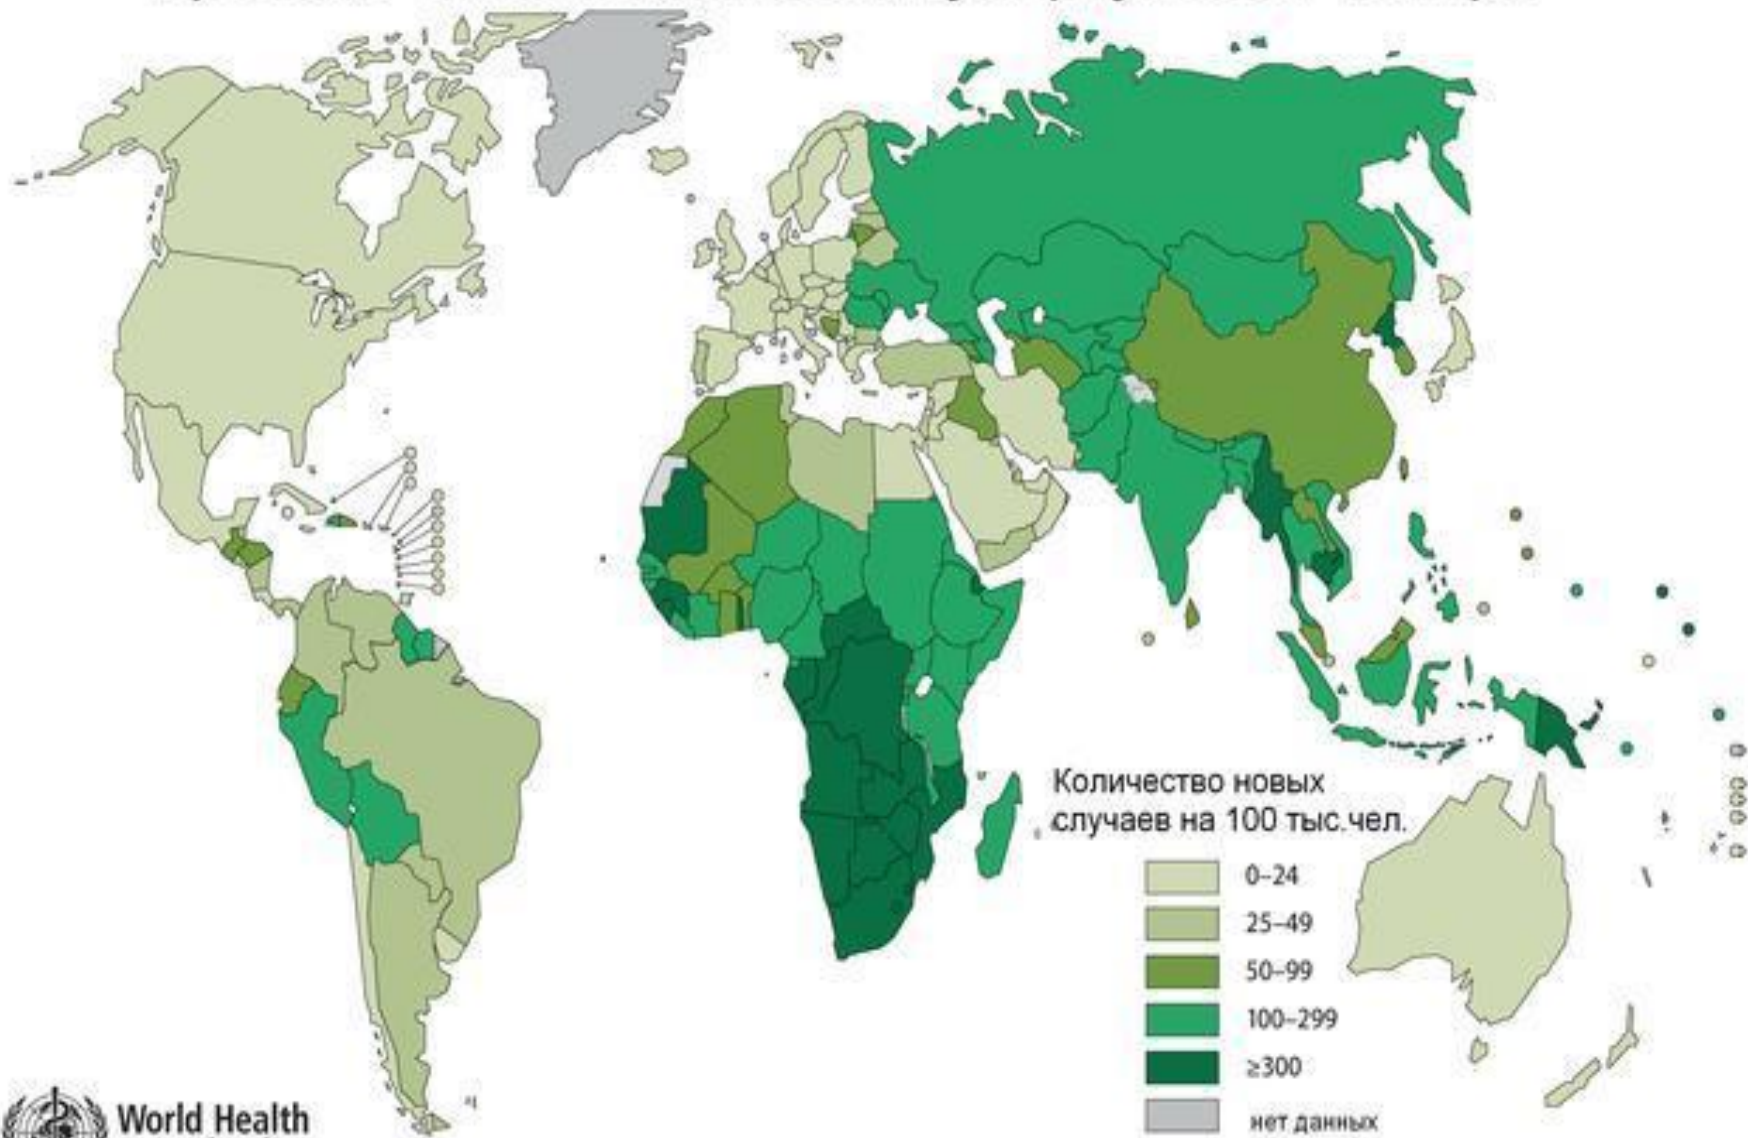 Количество новых
случаев на 100 тыс.чел.
0–24
25–49
50–99
100–299
≥300
нет данных
World Health